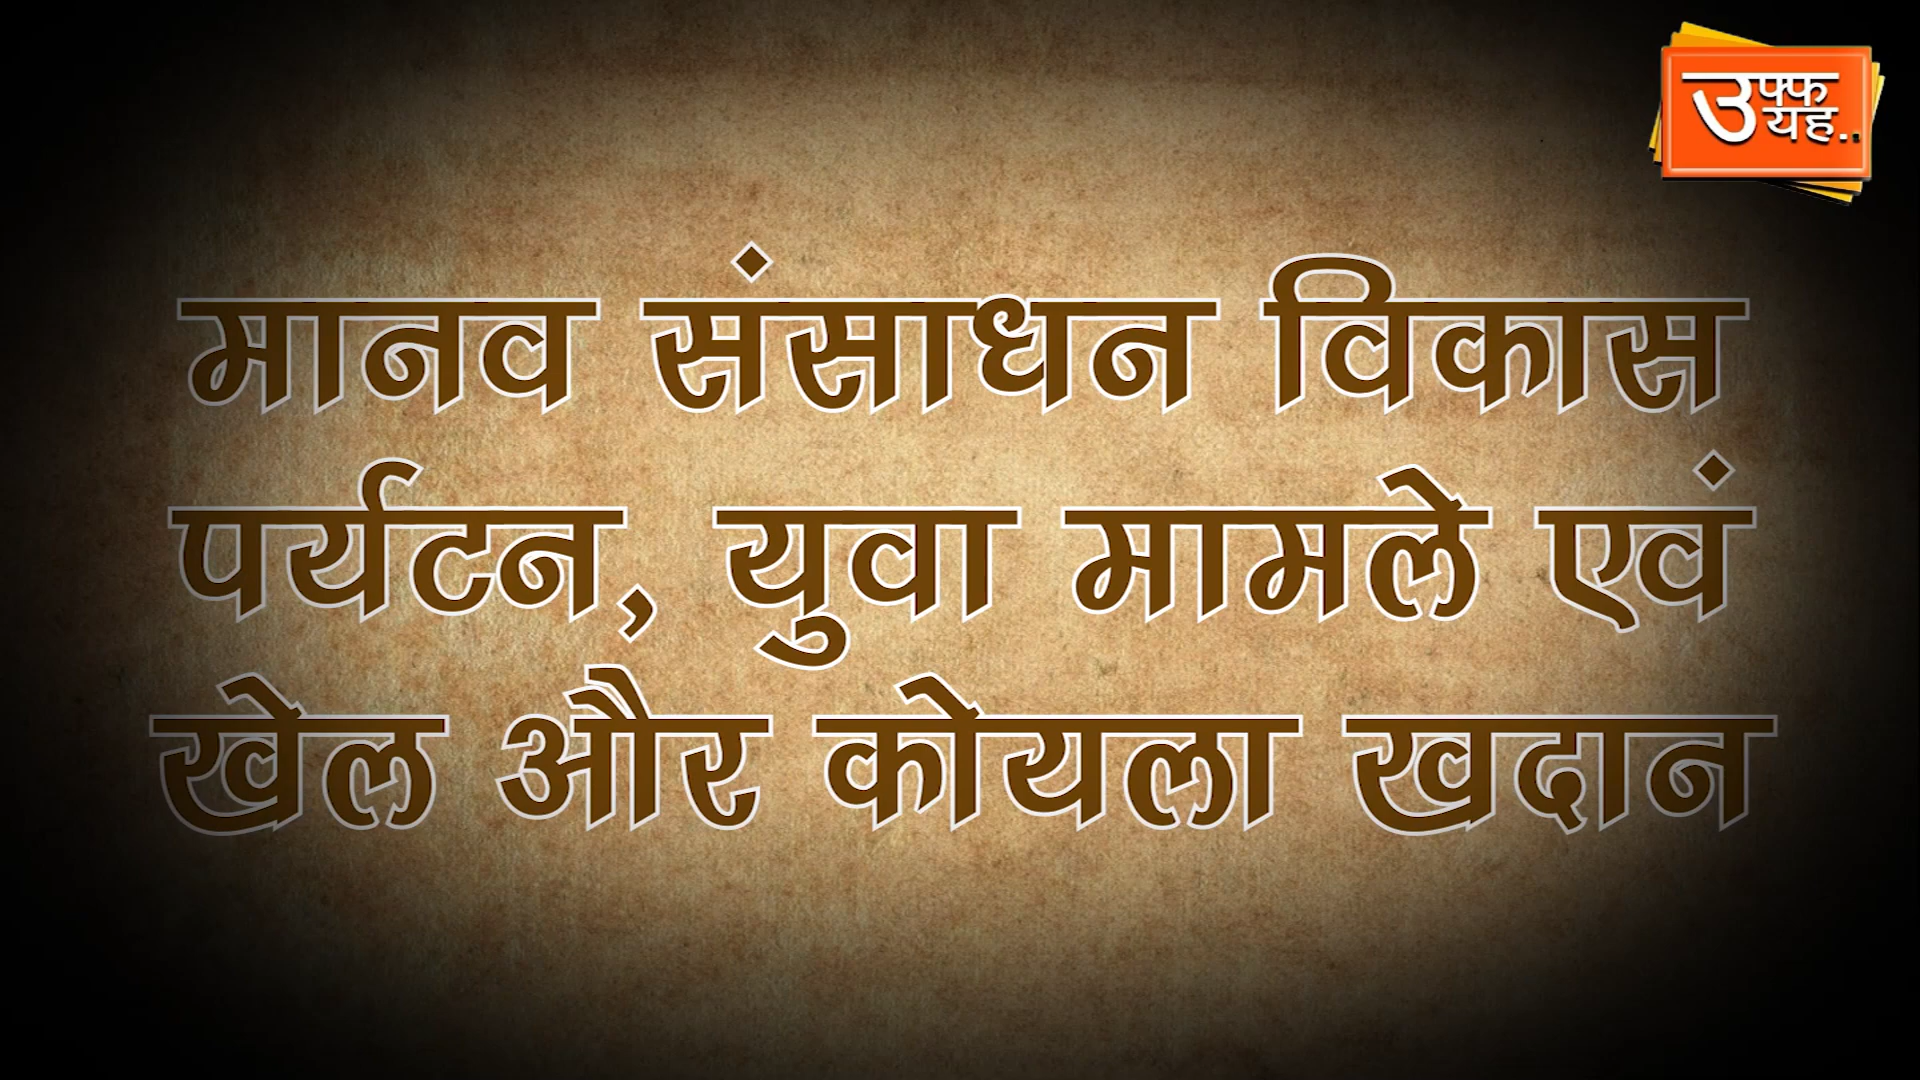 उफ्फ
यह..
मानव संसाधन विकास
पर्यटन, युवा मामले एवं
खेल और कोयला खदान